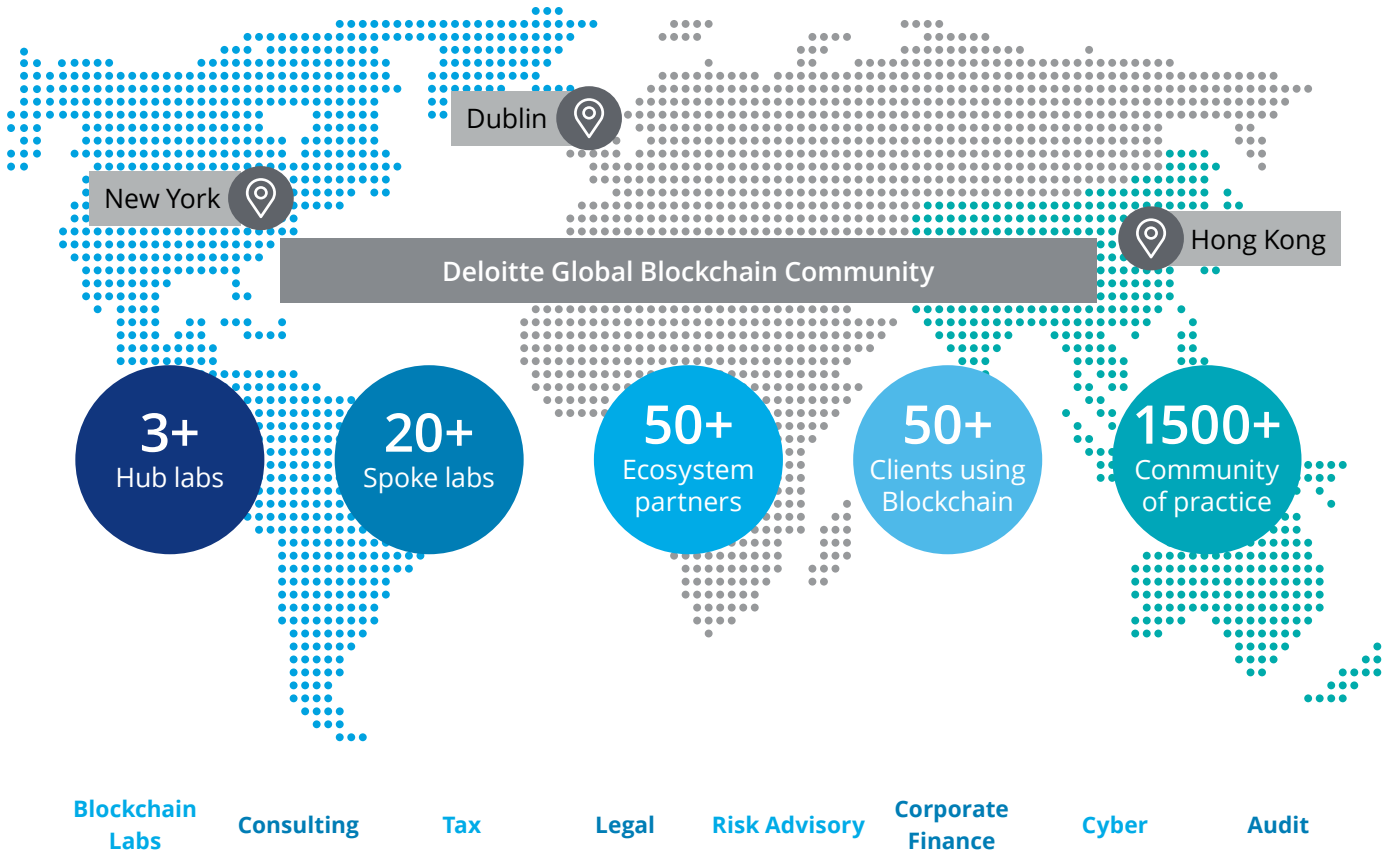 Dublin
New York
Hong Kong
Deloitte Global Blockchain Community
3+
Hub labs
20+
Spoke labs
50+
Ecosystem
partners
50+
Clients using
Blockchain
1500+
Community
of practice
Blockchain
Labs
Consulting
Tax
Legal
Risk Advisory
Corporate
Finance
Cyber
Audit